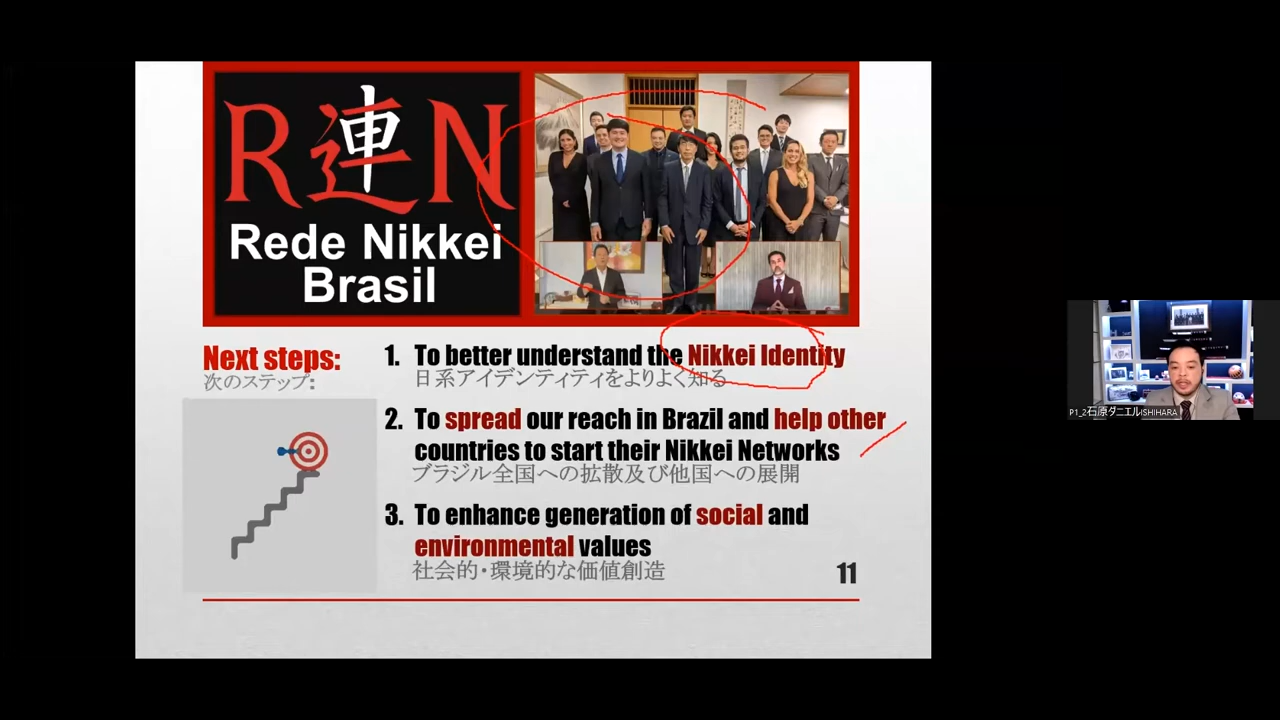 R連N
Rede Nikkei
Brasil
Next steps:
次のステップ:
1. To better understand the Nikkei Identity
日系アイデンティティをよりよく知る
2. To spread our reach in Brazil and help other
countries to start their Nikkei Networks
ブラジル全国への拡散及び他国への展開
3. To enhance generation of social and
environmental values
社会的・環境的な価値創造
11
P1_2石原ダニエルISHIHARA